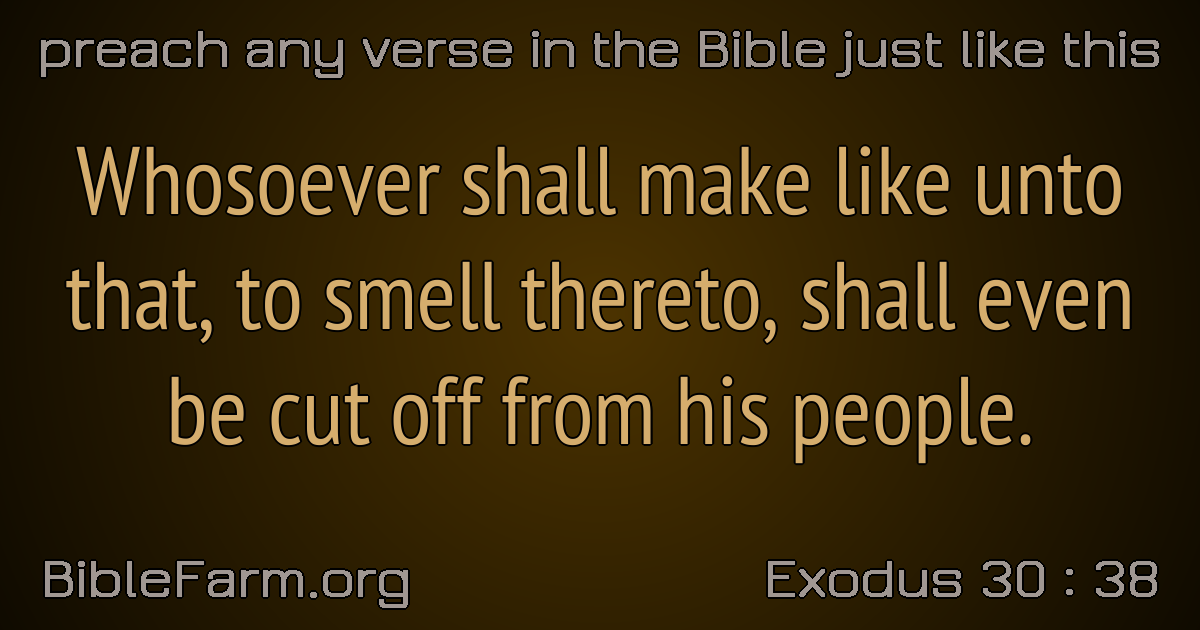 preach any verse in the Bible just like this
Whosoever shall make like unto
that, to smell thereto, shall even
be cut off from his people.
BibleFarm.org
Exodus 30 : 38